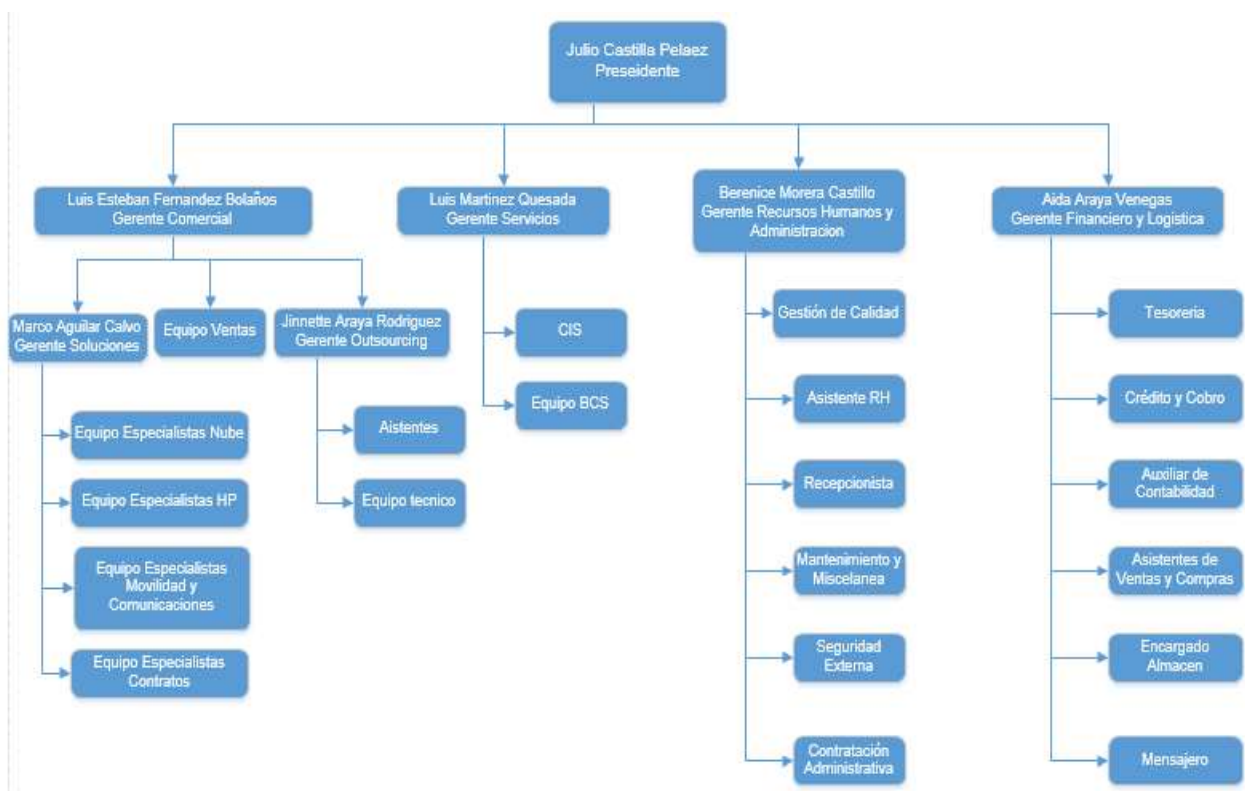 Julio Castilla Pelaez
Preseidente
Luis Esteban Fernandez Bolaños
Gerente Comercial
Luis Martinez Quesada
Gerente Servicios
Berenice Morera Castillo
Gerente Recursos Humanos y
Administracion
Aida Araya Venegas
Gerente Financiero y Logistica
Marco Aguilar Calvo
Gerente Soluciones
Equipo Ventas
Jinnette Araya Rodriguez
Gerente Outsourcing
Equipo Especialistas Nube
Equipo Especialistas HP
Equipo Especialistas
Movilidad y
Comunicaciones
Equipo Especialistas
Contratos
Aistentes
Equipo tecnico
CIS
Equipo BCS
Gestión de Calidad
Asistente RH
Recepcionista
Mantenimiento y
Miscelanea
Seguridad
Externa
Contratación
Administrativa
Tesoreria
Crédito y Cobro
Auxiliar de
Contabilidad
Asistentes de
Ventas y Compras
Encargado
Almacen
Mensajero